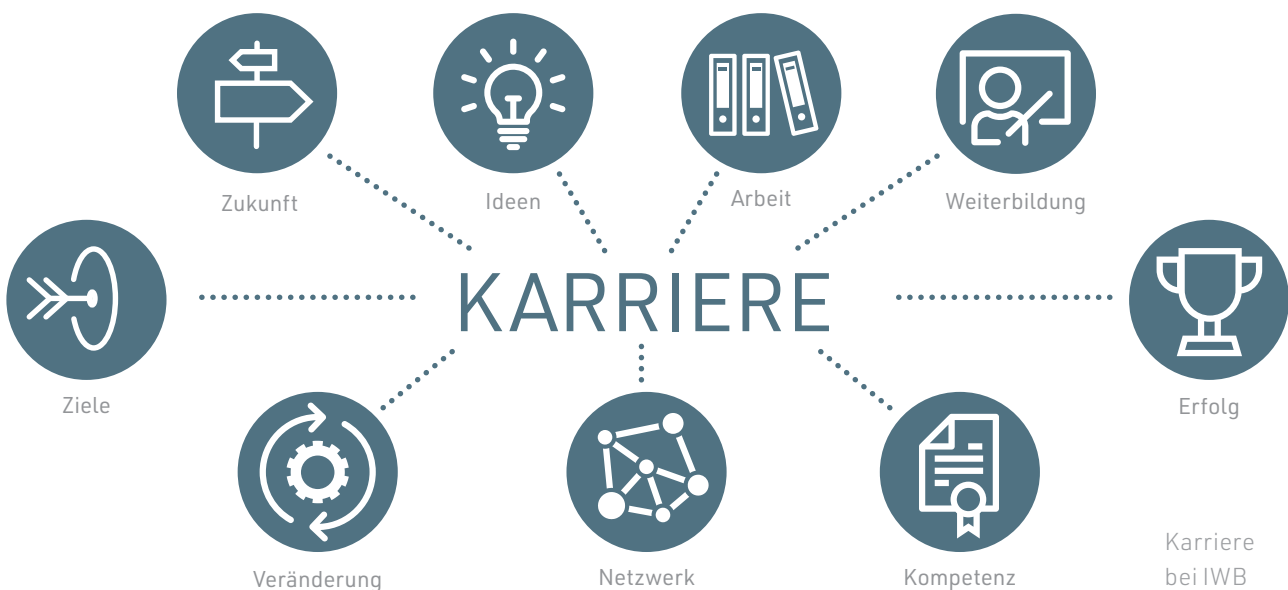 Zukunft
Ideen
Arbeit
Weiterbildung
KARRIERE
Ziele
Erfolg
Veränderung
Netzwerk
Kompetenz
Karriere
bei IWB